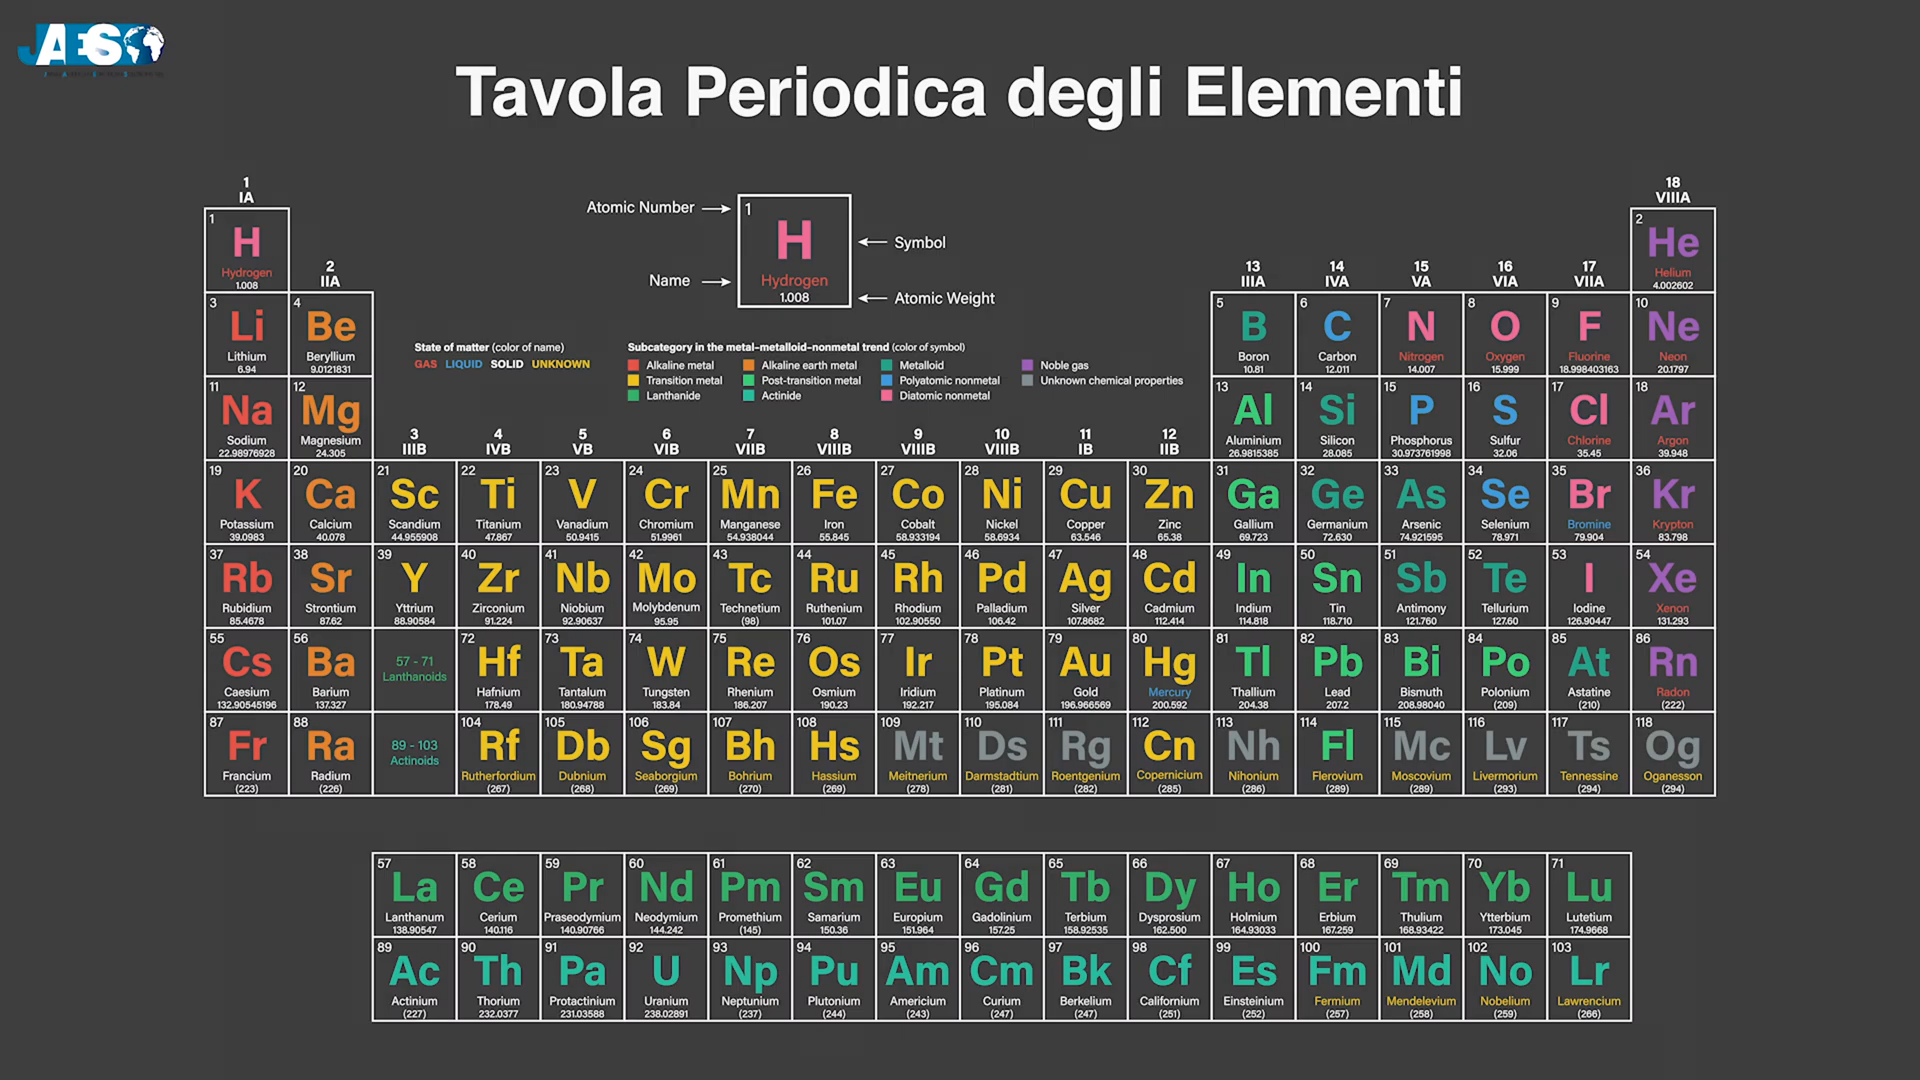 JAES
Tavola Periodica degli Elementi
1
IA
18
VIIIA
Atomic Number
1
H
Hydrogen
1.008
Symbol
Name
Atomic Weight
1
H
Hydrogen
1.008
2
He
Helium
4.002602
2
IIA
13
IIIA
14
IVA
15
VA
16
VIA
17
VIIA
3
Li
Lithium
6.94
4
Be
Beryllium
9.0121831
State of matter (color of name)
GAS LIQUID SOLID UNKNOWN
Subcategory in the metal-metalloid-nonmetal trend (color of symbol)
Alkaline metal
Alkaline earth metal
Metalloid
Noble gas
Transition metal
Post-transition metal
Polyatomic nonmetal
Unknown chemical properties
Lanthanide
Actinide
Diatomic nonmetal
5
B
Boron
10.81
6
C
Carbon
12.011
7
N
Nitrogen
14.007
8
O
Oxygen
15.999
9
F
Fluorine
18.998403163
10
Ne
Neon
20.1797
11
Na
Sodium
22.98976928
12
Mg
Magnesium
24.305
3
IIIB
4
IVB
5
VB
6
VIB
7
VIIB
8
VIIIB
9
VIIIB
10
VIIIB
11
IB
12
IIB
13
Al
Aluminium
26.9815385
14
Si
Silicon
28.085
15
P
Phosphorus
30.973761998
16
S
Sulfur
32.06
17
Cl
Chlorine
35.45
18
Ar
Argon
39.948
19
K
Potassium
39.0983
20
Ca
Calcium
40.078
21
Sc
Scandium
44.955908
22
Ti
Titanium
47.867
23
V
Vanadium
50.9415
24
Cr
Chromium
51.9961
25
Mn
Manganese
54.938044
26
Fe
Iron
55.845
27
Co
Cobalt
58.933194
28
Ni
Nickel
58.6934
29
Cu
Copper
63.546
30
Zn
Zinc
65.38
31
Ga
Gallium
69.723
32
Ge
Germanium
72.630
33
As
Arsenic
74.921595
34
Se
Selenium
78.971
35
Br
Bromine
79.904
36
Kr
Krypton
83.798
37
Rb
Rubidium
85.4678
38
Sr
Strontium
87.62
39
Y
Yttrium
88.90584
40
Zr
Zirconium
91.224
41
Nb
Niobium
92.90637
42
Mo
Molybdenum
95.95
43
Tc
Technetium
(98)
44
Ru
Ruthenium
101.07
45
Rh
Rhodium
102.90550
46
Pd
Palladium
106.42
47
Ag
Silver
107.8682
48
Cd
Cadmium
112.414
49
In
Indium
114.818
50
Sn
Tin
118.710
51
Sb
Antimony
121.760
52
Te
Tellurium
127.60
53
I
Iodine
126.90447
54
Xe
Xenon
131.293
55
Cs
Caesium
132.90545196
56
Ba
Barium
137.327
57 - 71
Lanthanoids
72
Hf
Hafnium
178.49
73
Ta
Tantalum
180.94788
74
W
Tungsten
183.84
75
Re
Rhenium
186.207
76
Os
Osmium
190.23
77
Ir
Iridium
192.217
78
Pt
Platinum
195.084
79
Au
Gold
196.966569
80
Hg
Mercury
200.592
81
Tl
Thallium
204.38
82
Pb
Lead
207.2
83
Bi
Bismuth
208.98040
84
Po
Polonium
(209)
85
At
Astatine
(210)
86
Rn
Radon
(222)
87
Fr
Francium
(223)
88
Ra
Radium
(226)
89 - 103
Actinoids
104
Rf
Rutherfordium
(267)
105
Db
Dubnium
(268)
106
Sg
Seaborgium
(269)
107
Bh
Bohrium
(270)
108
Hs
Hassium
(269)
109
Mt
Meitnerium
(278)
110
Ds
Darmstadtium
(281)
111
Rg
Roentgenium
(282)
112
Cn
Copernicium
(285)
113
Nh
Nihonium
(286)
114
Fl
Flerovium
(289)
115
Mc
Moscovium
(289)
116
Lv
Livermorium
(293)
117
Ts
Tennessine
(294)
118
Og
Oganesson
(294)
57
La
Lanthanum
138.90547
58
Ce
Cerium
140.116
59
Pr
Praseodymium
140.90766
60
Nd
Neodymium
144.242
61
Pm
Promethium
(145)
62
Sm
Samarium
150.36
63
Eu
Europium
151.964
64
Gd
Gadolinium
157.25
65
Tb
Terbium
158.92535
66
Dy
Dysprosium
162.500
67
Ho
Holmium
164.93033
68
Er
Erbium
167.259
69
Tm
Thulium
168.93422
70
Yb
Ytterbium
173.045
71
Lu
Lutetium
174.9668
89
Ac
Actinium
(227)
90
Th
Thorium
232.0377
91
Pa
Protactinium
231.03588
92
U
Uranium
238.02891
93
Np
Neptunium
(237)
94
Pu
Plutonium
(244)
95
Am
Americium
(243)
96
Cm
Curium
(247)
97
Bk
Berkelium
(247)
98
Cf
Californium
(251)
99
Es
Einsteinium
(252)
100
Fm
Fermium
(257)
101
Md
Mendelevium
(258)
102
No
Nobelium
(259)
103
Lr
Lawrencium
(266)